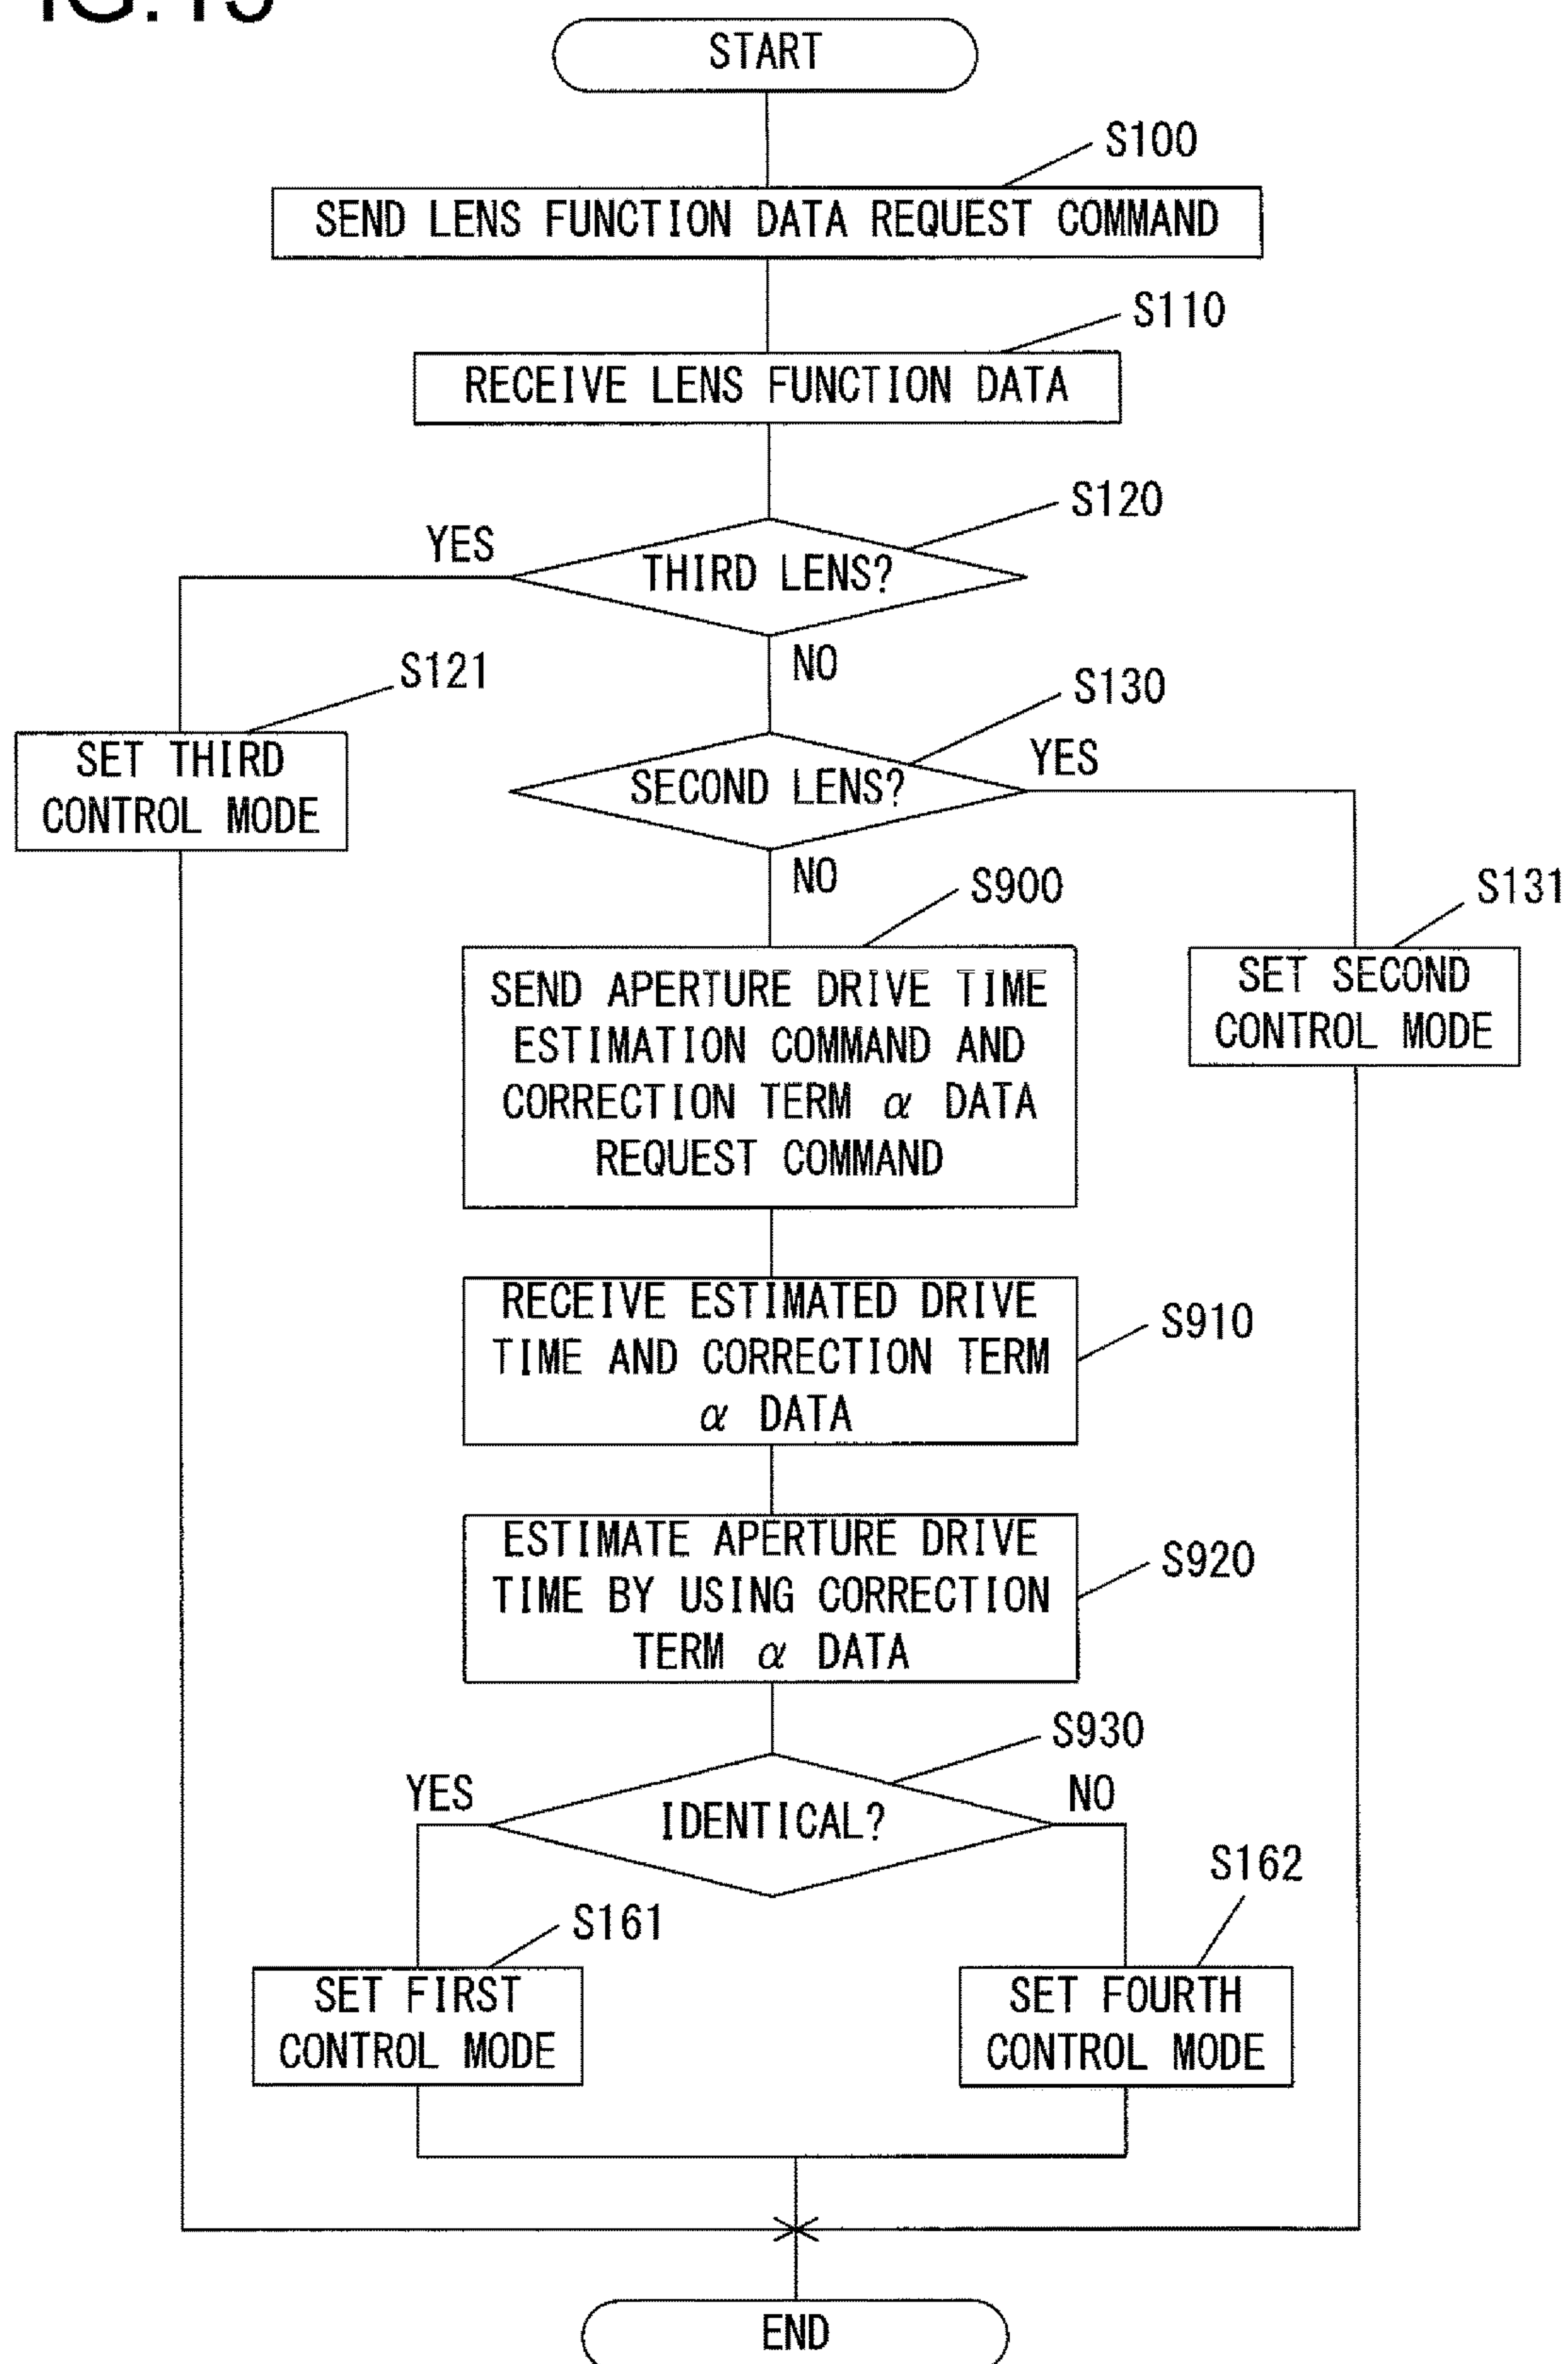 START
S100
SEND LENS FUNCTION DATA REQUEST COMMAND
S110
RECEIVE LENS FUNCTION DATA
S120
YES
THIRD LENS?
NO
S121
SET THIRD
CONTROL MODE
S130
SECOND LENS?
YES
NO
S131
SET SECOND
CONTROL MODE
S900
SEND APERTURE DRIVE TIME
ESTIMATION COMMAND AND
CORRECTION TERM α DATA
REQUEST COMMAND
RECEIVE ESTIMATED DRIVE
TIME AND CORRECTION TERM
α DATA
S910
ESTIMATE APERTURE DRIVE
TIME BY USING CORRECTION
TERM α DATA
S920
S930
YES
IDENTICAL?
NO
S161
SET FIRST
CONTROL MODE
S162
SET FOURTH
CONTROL MODE
END